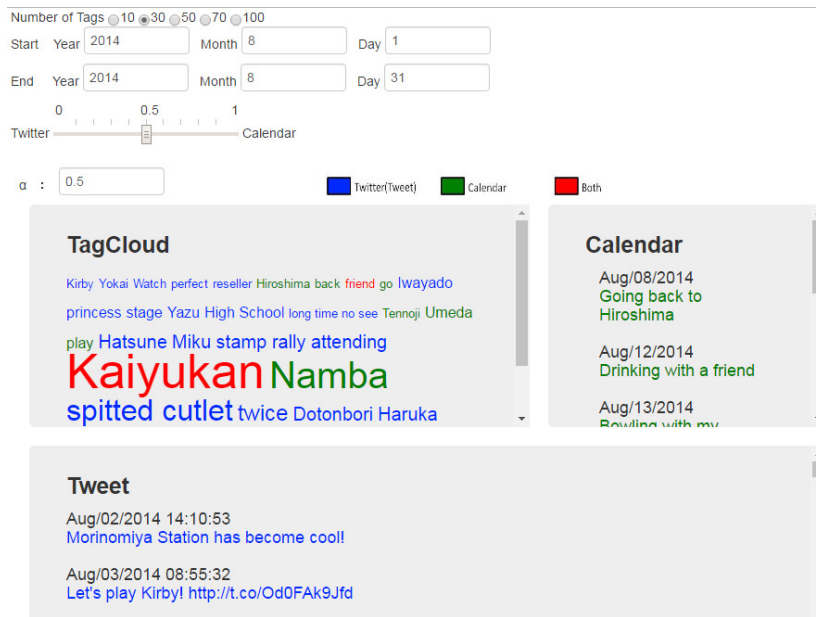 Number of Tags 10 30 50 70 100
Start Year 2014 Month 8 Day 1
End Year 2014 Month 8 Day 31
0 0.5 1
Twitter Calendar
α : 0.5 Twitter(Tweet) Calendar Both
TagCloud
Kirby Yokai Watch perfect reseller Hiroshima back friend go Iwayado
princess stage Yazu High School long time no see Tennoji Umeda
play Hatsune Miku stamp rally attending
Kaiyukan Namba
spitted cutlet twice Dotonbori Haruka
Calendar
Aug/08/2014
Going back to
Hiroshima
Aug/12/2014
Drinking with a friend
Aug/13/2014
Bowling with my
Tweet
Aug/02/2014 14:10:53
Morinomiya Station has become cool!
Aug/03/2014 08:55:32
Let's play Kirby! http://t.co/Od0FAk9Jfd